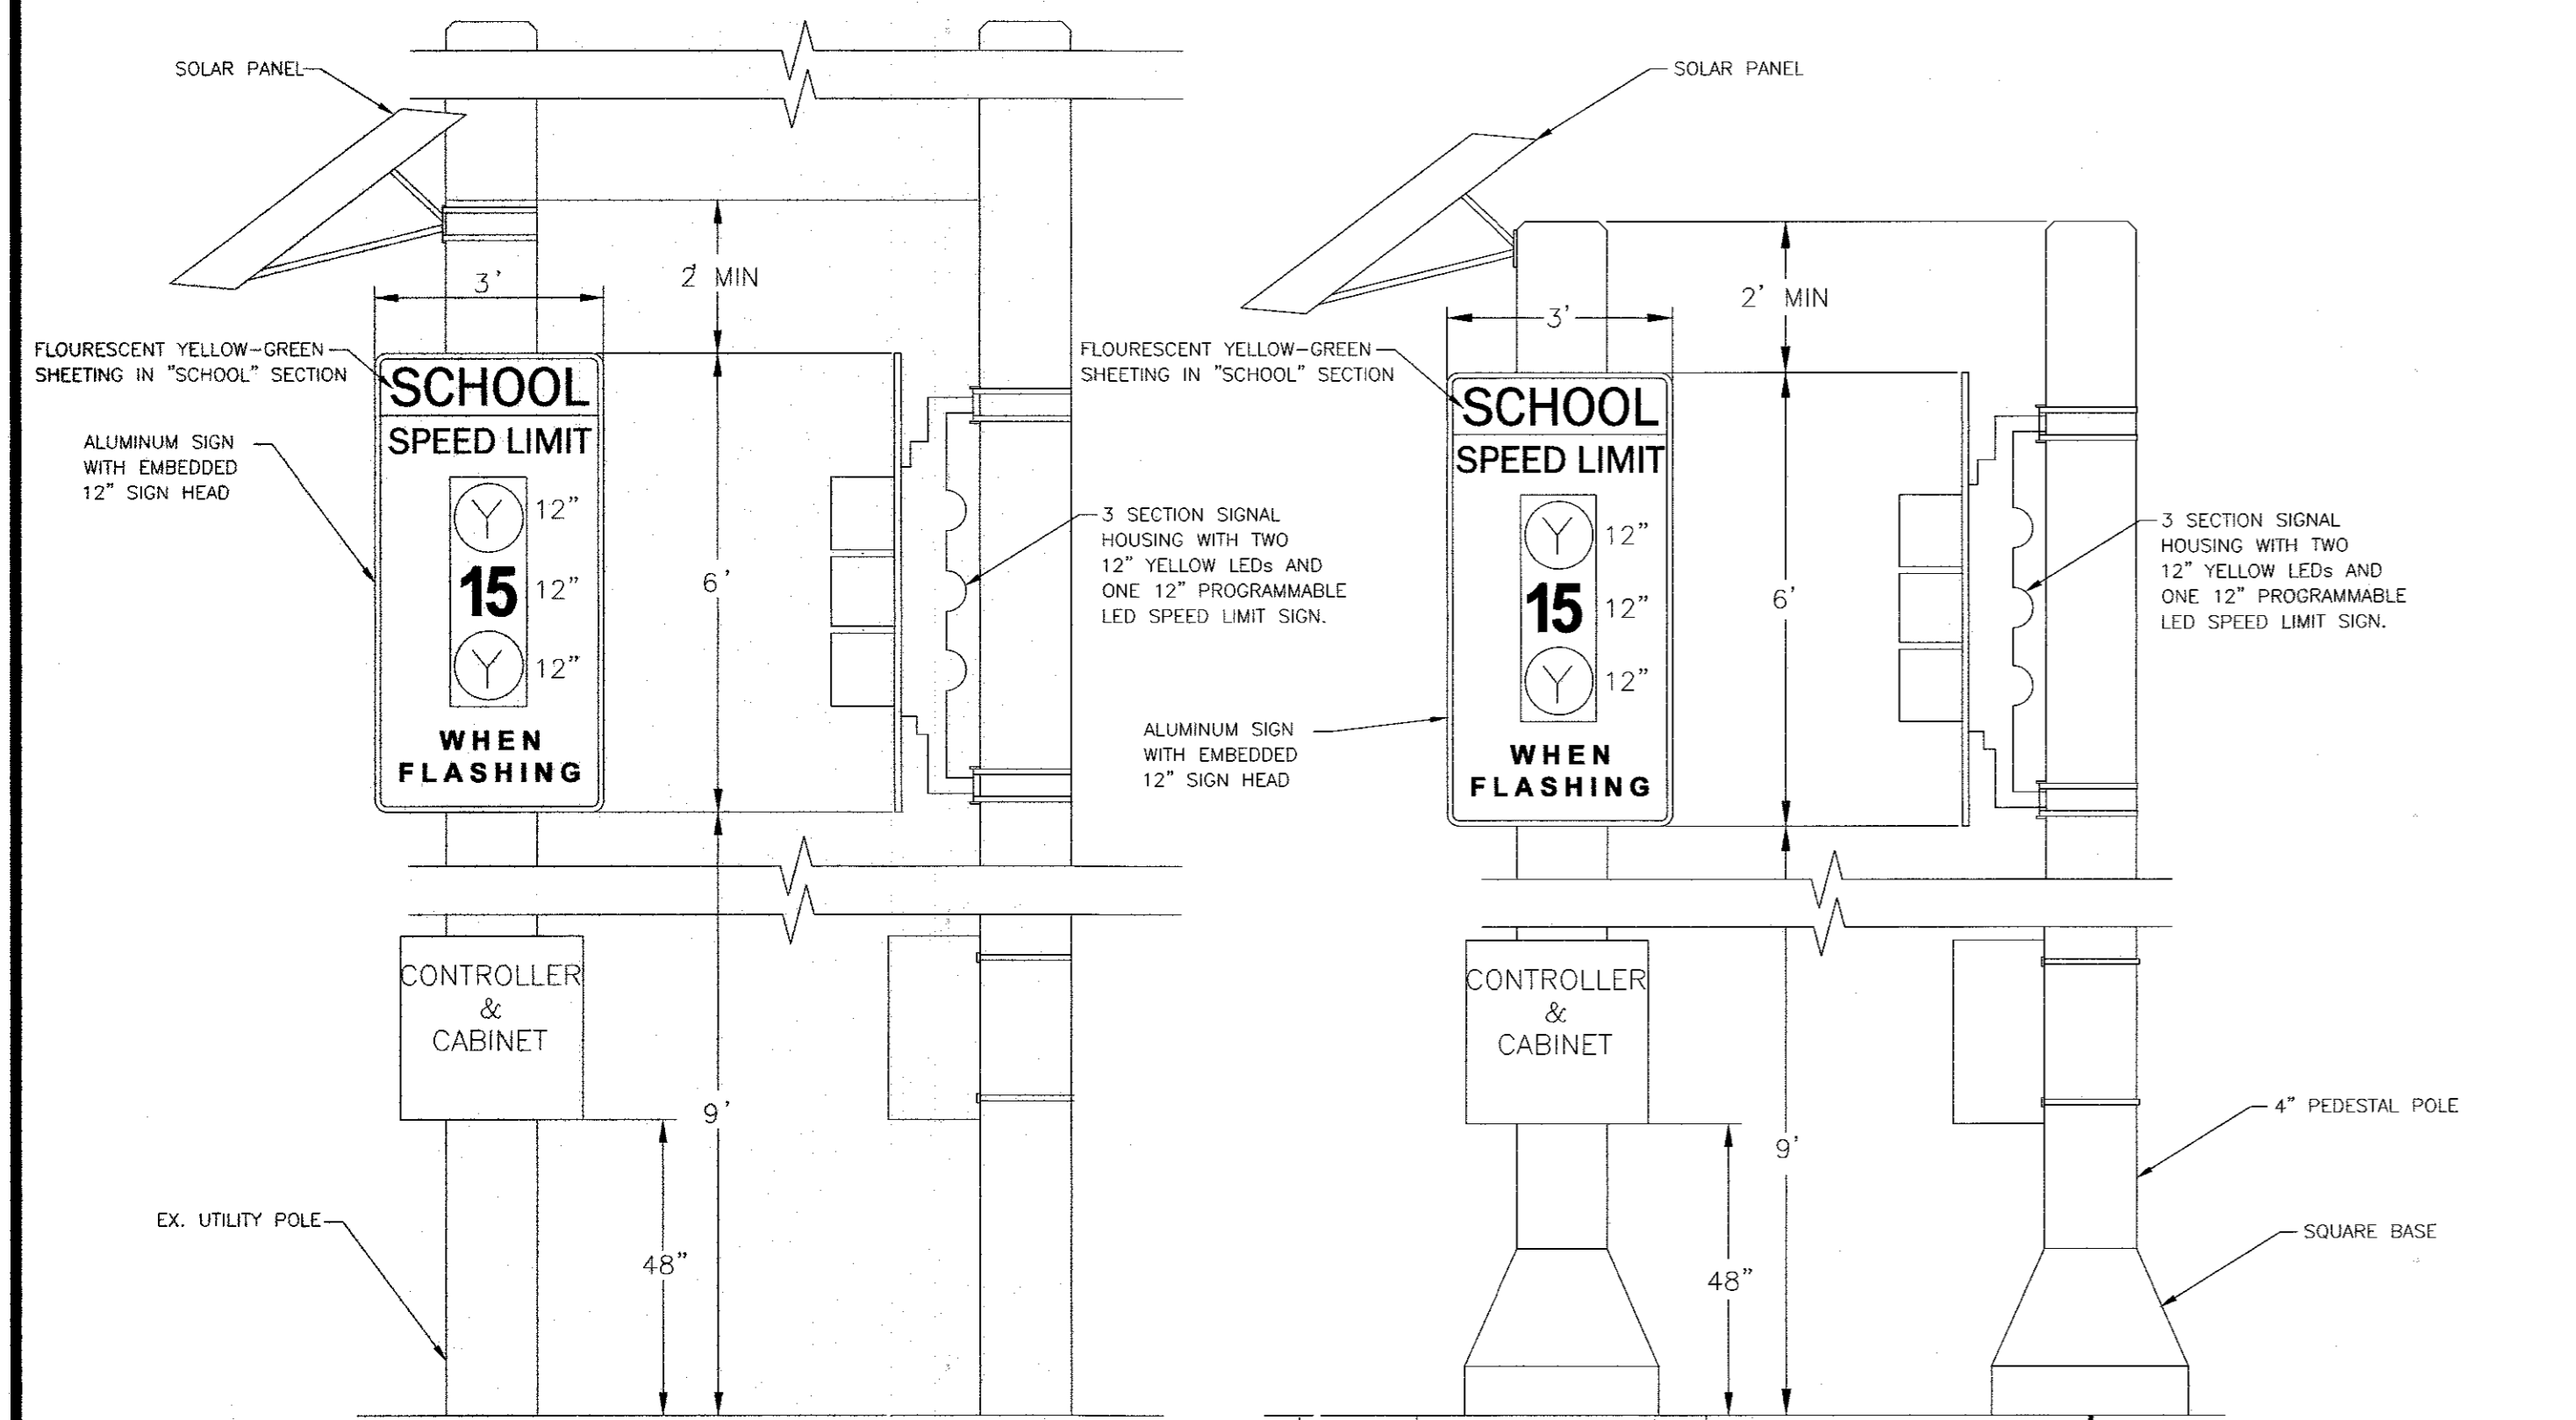 SOLAR PANEL
3'
2' MIN
FLOURESCENT YELLOW-GREEN
SHEETING IN "SCHOOL" SECTION
SCHOOL
SPEED LIMIT
ALUMINUM SIGN
WITH EMBEDDED
12" SIGN HEAD
Y 12"
15 12"
Y 12"
WHEN
FLASHING
6'
3 SECTION SIGNAL
HOUSING WITH TWO
12" YELLOW LEDs AND
ONE 12" PROGRAMMABLE
LED SPEED LIMIT SIGN.
CONTROLLER
&
CABINET
9'
48"
EX. UTILITY POLE
SOLAR PANEL
3'
2' MIN
FLOURESCENT YELLOW-GREEN
SHEETING IN "SCHOOL" SECTION
SCHOOL
SPEED LIMIT
Y 12"
15 12"
Y 12"
WHEN
FLASHING
6'
3 SECTION SIGNAL
HOUSING WITH TWO
12" YELLOW LEDs AND
ONE 12" PROGRAMMABLE
LED SPEED LIMIT SIGN.
ALUMINUM SIGN
WITH EMBEDDED
12" SIGN HEAD
CONTROLLER
&
CABINET
9'
48"
4" PEDESTAL POLE
SQUARE BASE